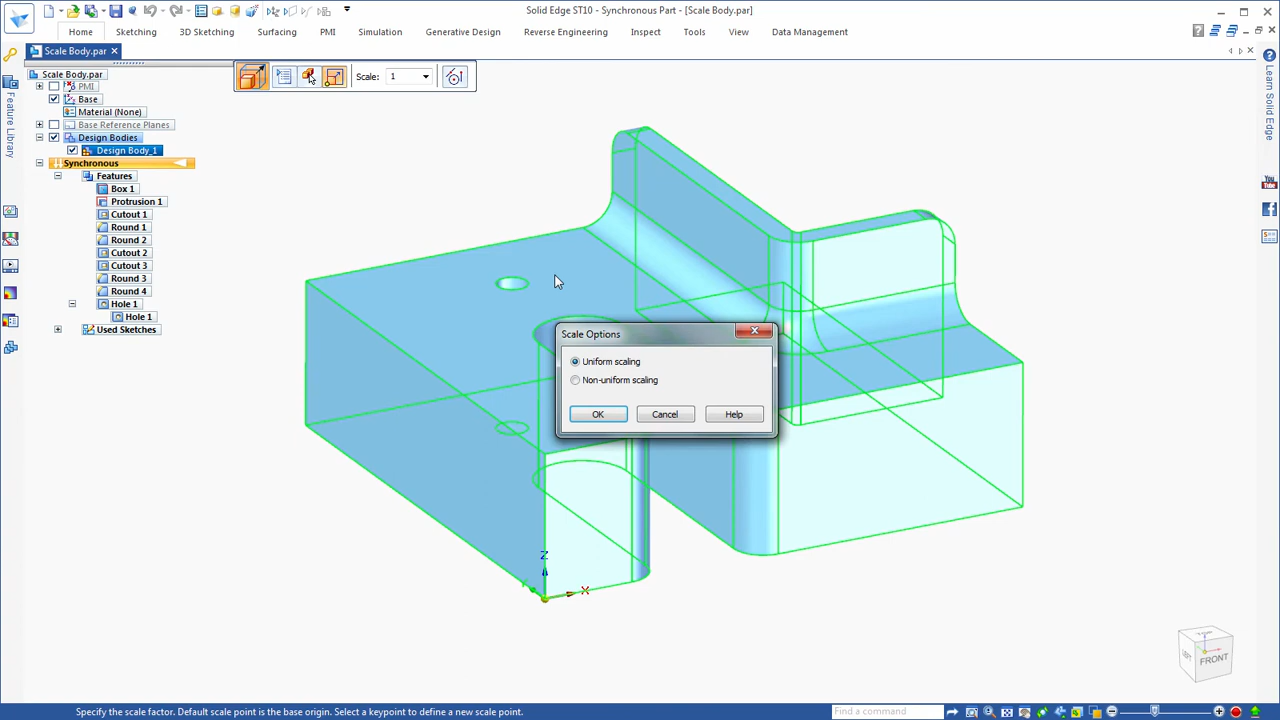 Solid Edge ST10 - Synchronous Part - [Scale Body.par]
Home Sketching 3D Sketching Surfacing PMI Simulation Generative Design Reverse Engineering Inspect Tools View Data Management
Scale Body.par
Scale: 1
Scale Body.par
PMI
Base
Material (None)
Base Reference Planes
Design Bodies
Design Body_1
Synchronous
Features
Box 1
Protrusion 1
Cutout 1
Round 1
Round 2
Cutout 2
Cutout 3
Round 3
Round 4
Hole 1
Hole 1
Used Sketches
Feature Library
Learn Solid Edge
You
Tube
Scale Options
Uniform scaling
Non-uniform scaling
OK Cancel Help
Z
X
TOP
LEFT
FRONT
Specify the scale factor. Default scale point is the base origin. Select a keypoint to define a new scale point.
Find a command